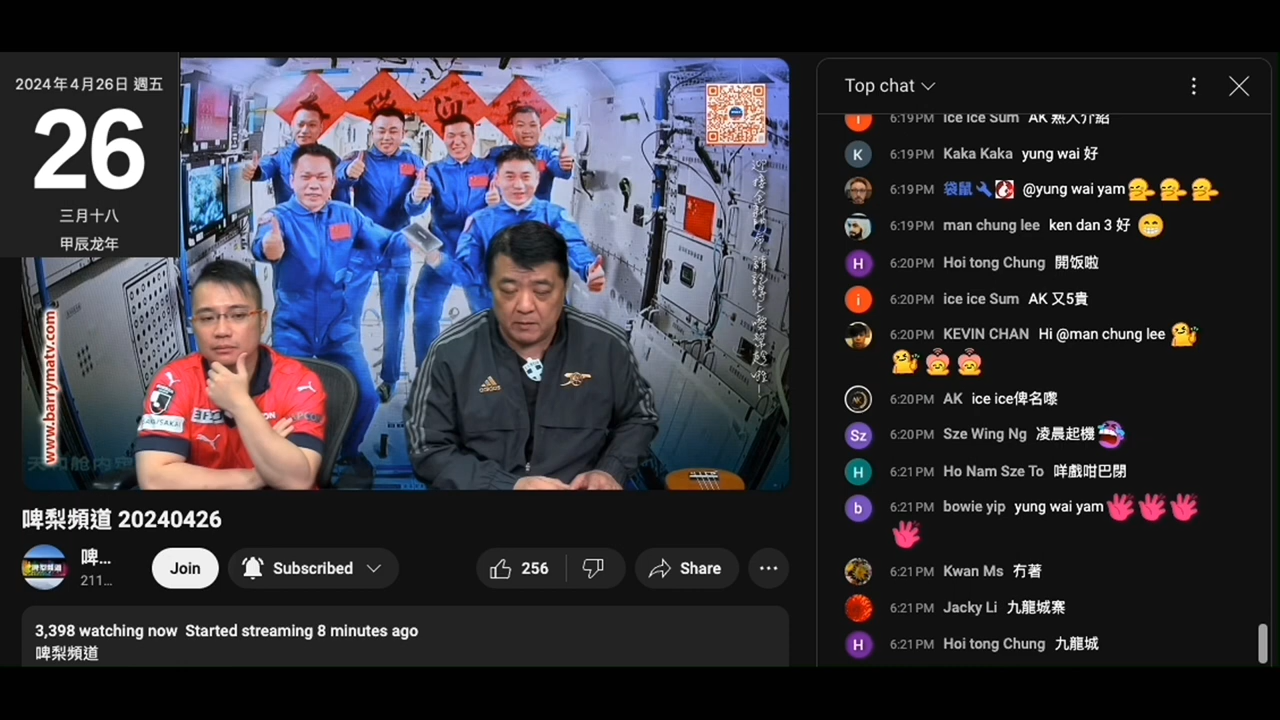 2024年4月26日 週五
26
三月十八
甲辰龙年
www.barrymatv.com
adidas
啤梨頻道 20240426
啤...
211...
Join
Subscribed
256
Share
3,398 watching now Started streaming 8 minutes ago
啤梨頻道
Top chat
6:19PM ice ice Sum AK 熟人介紹
K 6:19PM Kaka Kaka yung wai 好
6:19PM 袋鼠 @yung wai yam
6:19PM man chung lee ken dan 3 好
H 6:20PM Hoi tong Chung 開饭啦
i 6:20PM ice ice Sum AK 又5貴
6:20PM KEVIN CHAN Hi @man chung lee
6:20PM AK ice ice俾名嚟
Sz 6:20PM Sze Wing Ng 凌晨起機
H 6:21PM Ho Nam Sze To 咩戲咁巴閉
b 6:21PM bowie yip yung wai yam
6:21PM Kwan Ms 冇著
6:21PM Jacky Li 九龍城寨
H 6:21PM Hoi tong Chung 九龍城